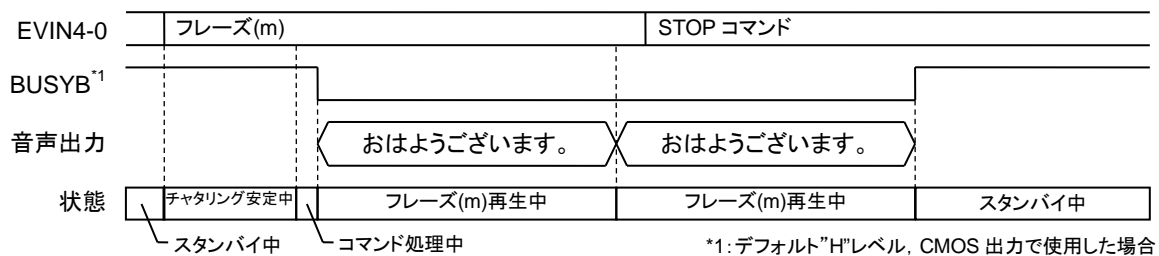 EVIN4-0 フレーズ(m) STOP コマンド
BUSYB*1
音声出力 おはようございます。 おはようございます。
状態 チャタリング安定中 フレーズ(m)再生中 フレーズ(m)再生中 スタンバイ中
スタンバイ中 コマンド処理中 *1:デフォルト"H"レベル, CMOS 出力で使用した場合